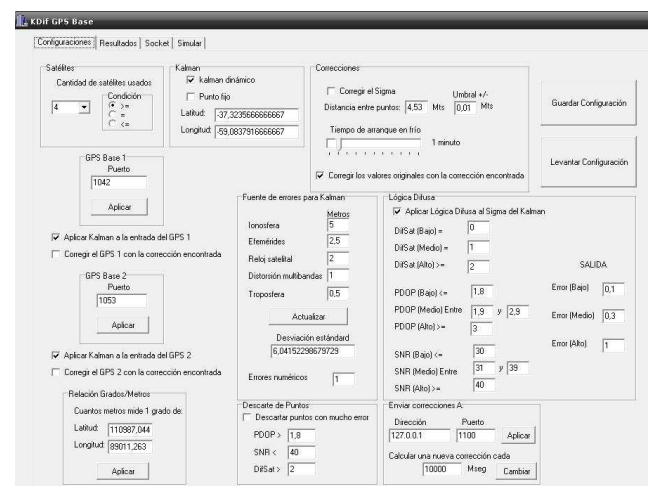 KDif GPS Base
Configuraciones Resultados Socket Simular
Satélites
Cantidad de satélites usados
4
Condición
>=
=
<=
Kalman
kalman dinámico
Punto fijo
Latitud: -37,3235666666667
Longitud: -59,0837916666667
Correcciones
Corregir el Sigma
Umbral +/-
Distancia entre puntos: 4,53 Mts 0,01 Mts
Tiempo de arranque en frío
1 minuto
Corregir los valores originales con la corrección encontrada
Guardar Configuración
Levantar Configuración
GPS Base 1
Puerto
1042
Aplicar
Aplicar Kalman a la entrada del GPS 1
Corregir el GPS 1 con la corrección encontrada
GPS Base 2
Puerto
1053
Aplicar
Aplicar Kalman a la entrada del GPS 2
Corregir el GPS 2 con la corrección encontrada
Relación Grados/Metros
Cuantos metros mide 1 grado de:
Latitud: 110987,044
Longitud: 89011,263
Aplicar
Fuente de errores para Kalman
Metros
Ionosfera 5
Efemérides 2,5
Reloj satelital 2
Distorsión multibandas 1
Troposfera 0,5
Actualizar
Desviación estándard
6,04152298679729
Errores numéricos 1
Descarte de Puntos
Descartar puntos con mucho error
PDOP > 1,8
SNR < 40
DifSat > 2
Lógica Difusa
Aplicar Lógica Difusa al Sigma del Kalman
DifSat (Bajo) = 0
DifSat (Medio) = 1
DifSat (Alto) >= 2
PDOP (Bajo) <= 1,8
PDOP (Medio) Entre 1,9 y 2,9
PDOP (Alto) >= 3
SNR (Bajo) <= 30
SNR (Medio) Entre 31 y 39
SNR (Alto) >= 40
SALIDA
Error (Bajo) 0,1
Error (Medio) 0,3
Error (Alto) 1
Enviar correcciones A:
Dirección Puerto
127.0.0.1 1100 Aplicar
Calcular una nueva corrección cada
10000 Mseg Cambiar